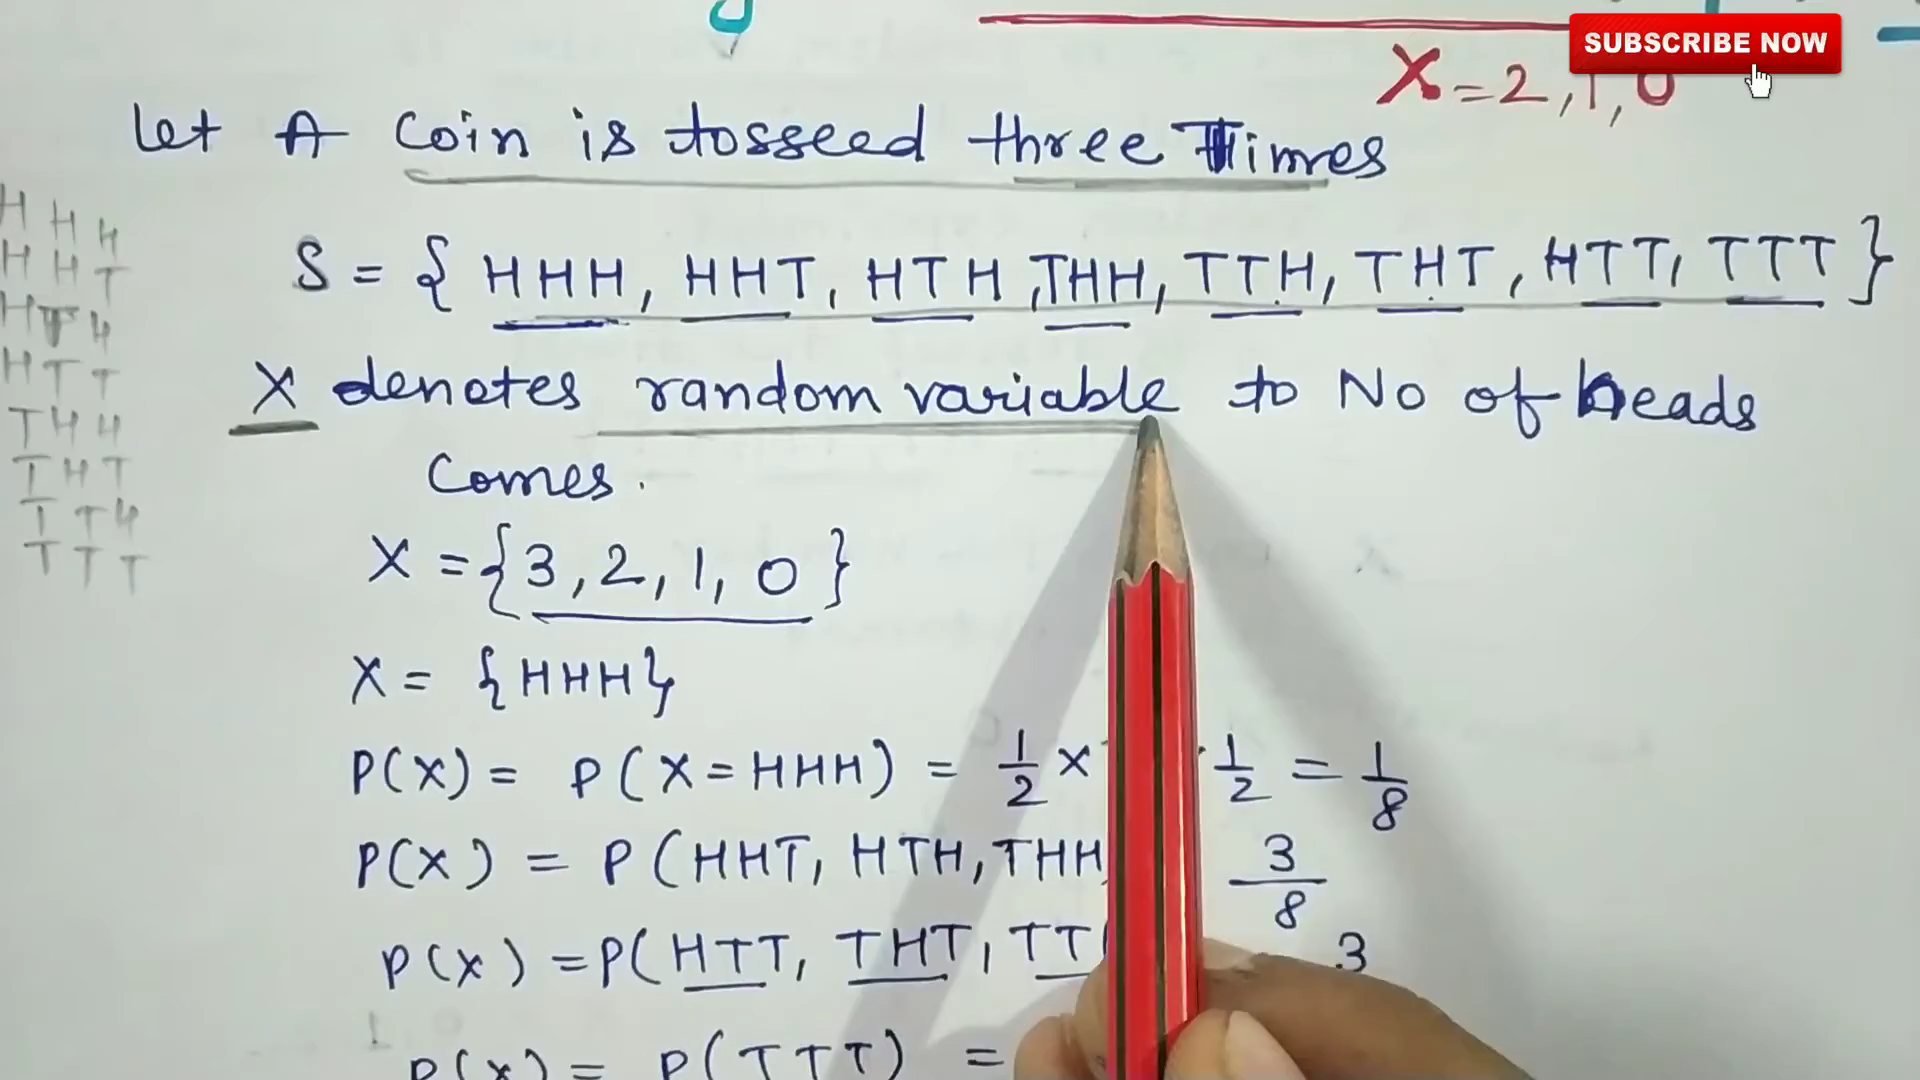 SUBSCRIBE NOW
X=2,1,0
Let A Coin is tosseed three Times
S = { HHH, HHT, HTH, THH, TTH, THT, HTT, TTT }
X denotes random variable to No of heads
Comes.
X = {3, 2, 1, 0}
X = {HHH}
P(X) = P(X=HHH) = 1/2 × 1/2 = 1/8
P(X) = P(HHT, HTH, THH 3/8
P(X) = P(HTT, THT, TT 3
P(X) = P(TTT) =
H H H
H H T
H T H
H T T
T H H
T H T
T T H
T T T